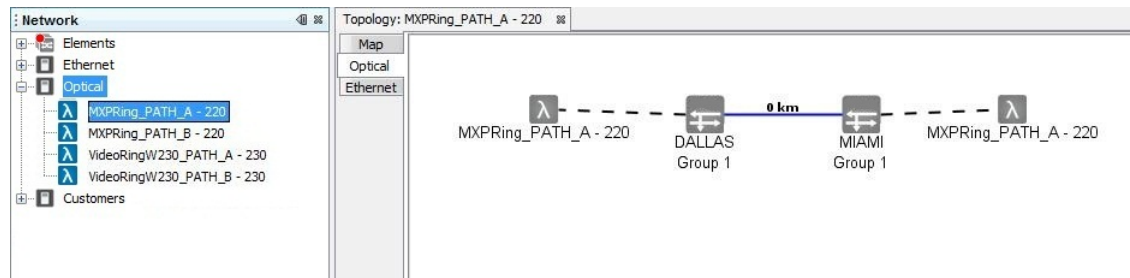 Network
Elements
Ethernet
Optical
λ MXPRing_PATH_A - 220
λ MXPRing_PATH_B - 220
λ VideoRingW230_PATH_A - 230
λ VideoRingW230_PATH_B - 230
Customers
Topology: MXPRing_PATH_A - 220
Map
Optical
Ethernet
λ
MXPRing_PATH_A - 220
DALLAS
Group 1
0 km
MIAMI
Group 1
λ
MXPRing_PATH_A - 220